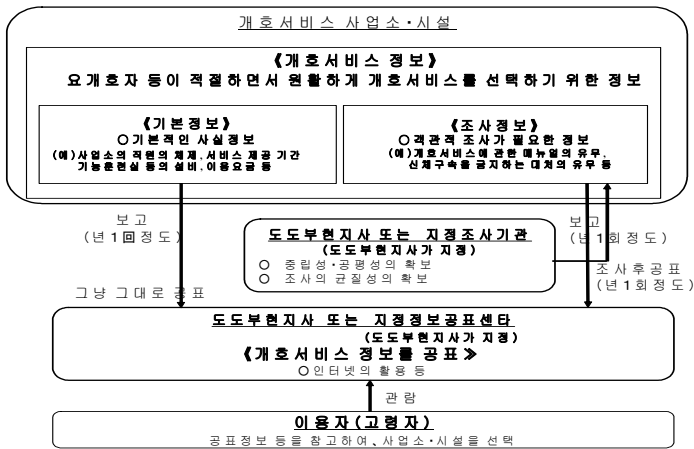 개호서비스 사업소·시설
《개호서비스 정보》
요개호자 등이 적절하면서 원활하게 개호서비스를 선택하기 위한 정보
《기본정보》
○기본적인 사실정보
(예)사업소의 직원의 체제、서비스 제공 기간
기능훈련실 등의 설비、이용요금 등
《조사정보》
○객관적 조사가 필요한 정보
(예)개호서비스에 관한 매뉴얼의 유무、
신체구속을 금지하는 대처의 유무 등
보고
(년 1 回 정도)
보고
(년 1 회 정도)
도도부현지사 또는 지정조사기관
(도도부현지사가 지정)
○ 중립성·공평성의 확보
○ 조사의 균질성의 확보
조사후공표
(년 1 회정도)
그냥 그대로 공표
도도부현지사 또는 지정정보공표센타
(도도부현지사가 지정)
《개호서비스 정보를 공표≫
○인터넷의 활용 등
관람
이용자(고령자)
공표정보 등을 참고하여、사업소·시설을 선택